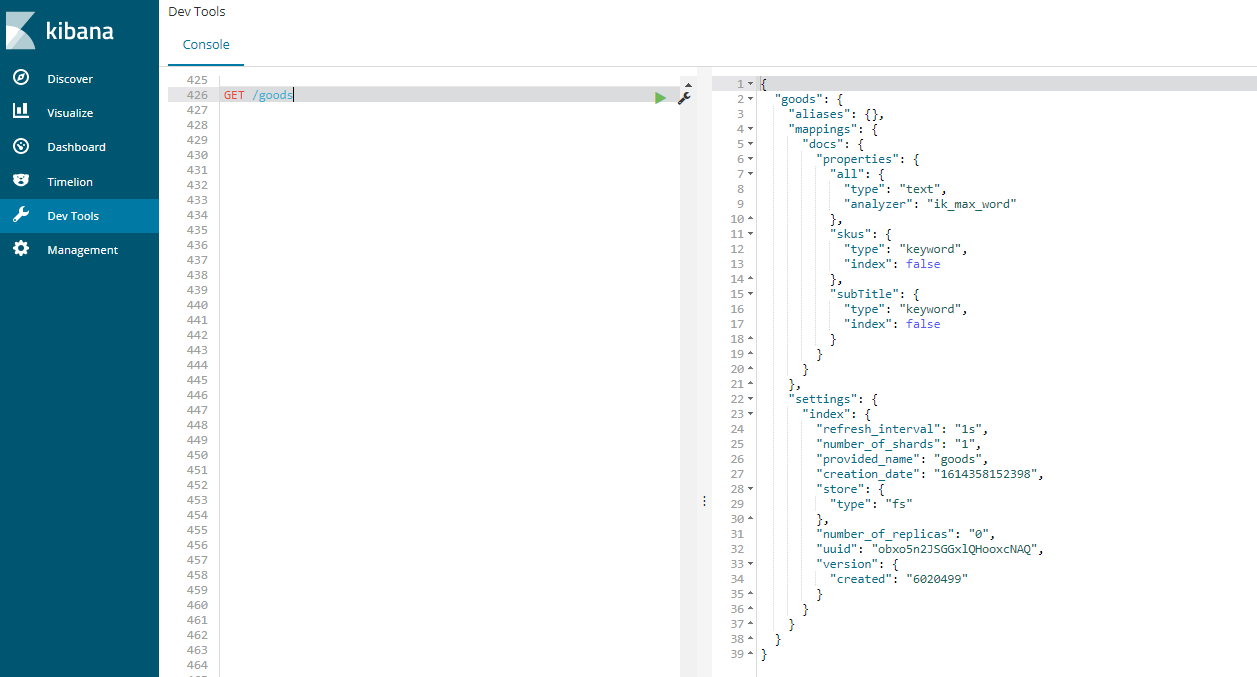 kibana
Discover
Visualize
Dashboard
Timelion
Dev Tools
Management
Dev Tools
Console
425
426 GET /goods
427
428
429
430
431
432
433
434
435
436
437
438
439
440
441
442
443
444
445
446
447
448
449
450
451
452
453
454
455
456
457
458
459
460
461
462
463
464
1 {
2 "goods": {
3 "aliases": {},
4 "mappings": {
5 "docs": {
6 "properties": {
7 "all": {
8 "type": "text",
9 "analyzer": "ik_max_word"
10 },
11 "skus": {
12 "type": "keyword",
13 "index": false
14 },
15 "subTitle": {
16 "type": "keyword",
17 "index": false
18 }
19 }
20 }
21 },
22 "settings": {
23 "index": {
24 "refresh_interval": "1s",
25 "number_of_shards": "1",
26 "provided_name": "goods",
27 "creation_date": "1614358152398",
28 "store": {
29 "type": "fs"
30 },
31 "number_of_replicas": "0",
32 "uuid": "obxo5n2JSGGxlQHooxcNAQ",
33 "version": {
34 "created": "6020499"
35 }
36 }
37 }
38 }
39 }